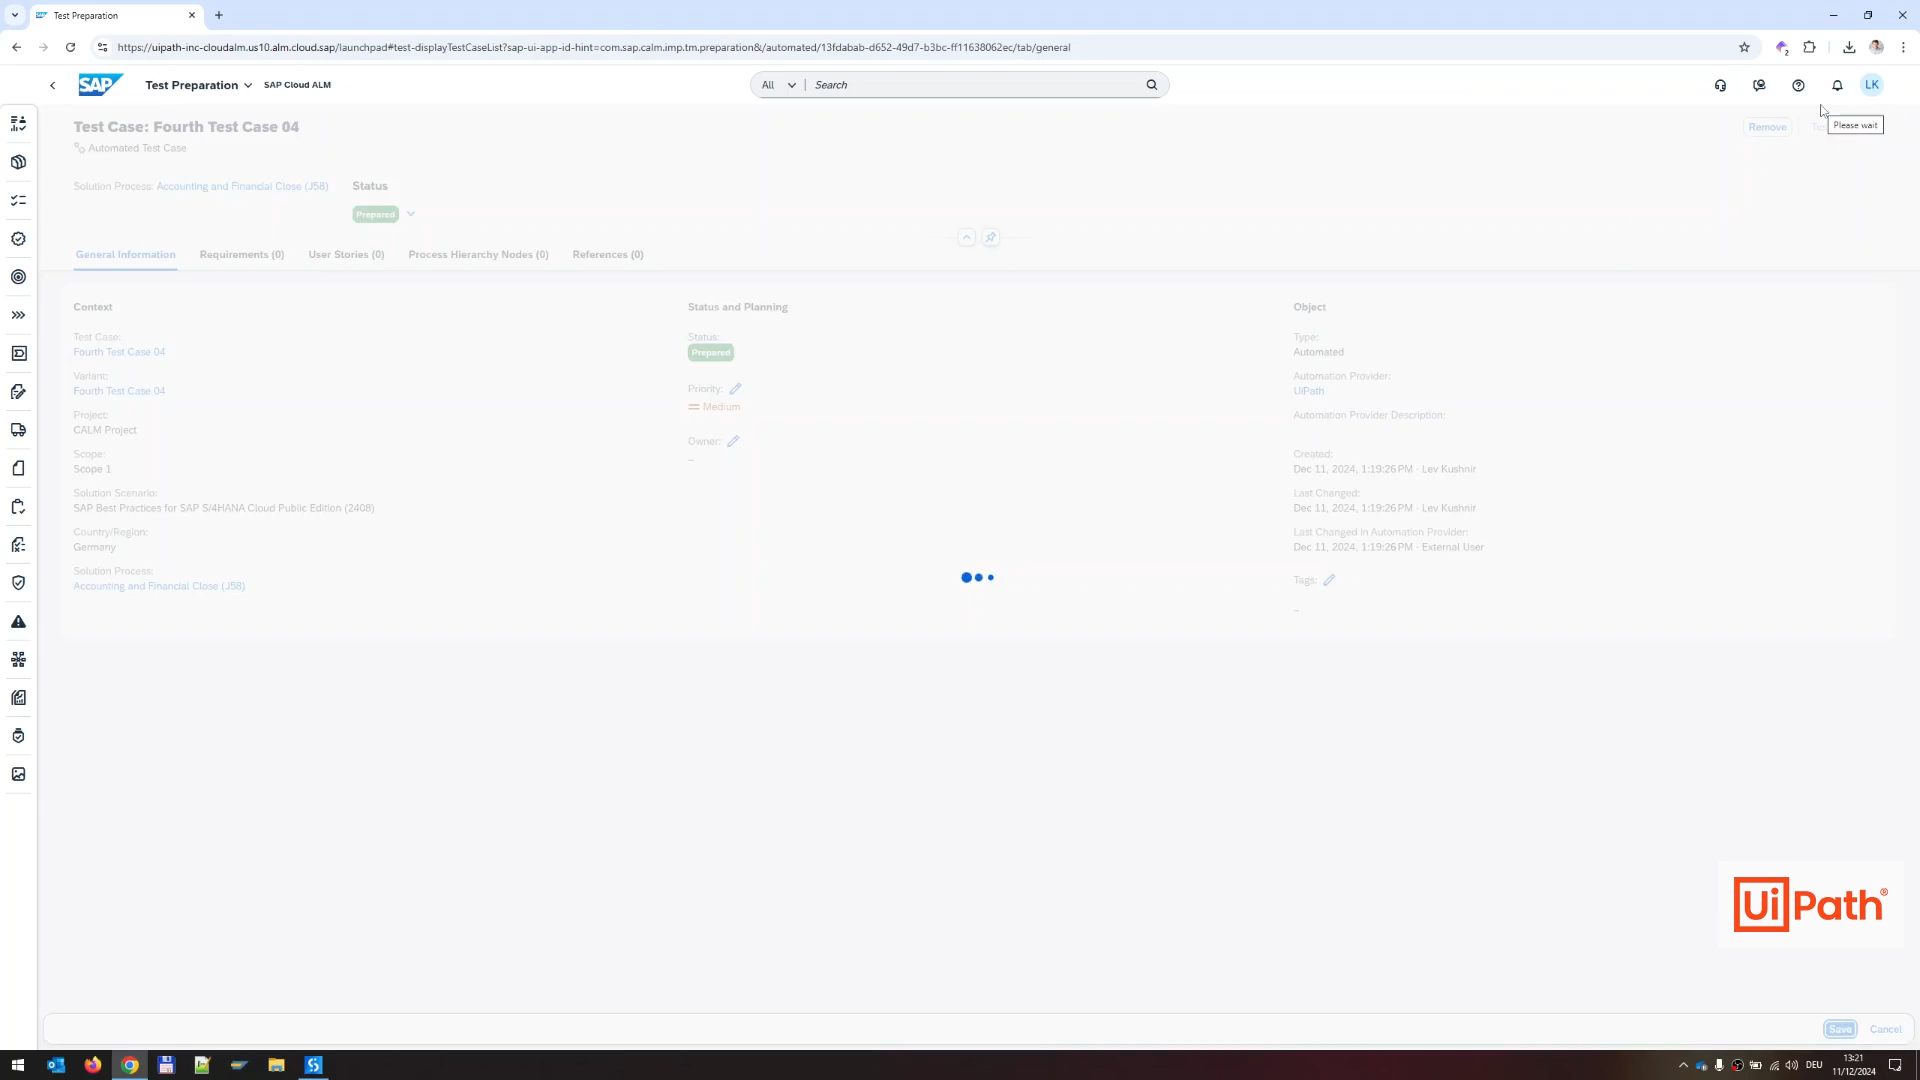 Test Preparation
https://uipath-inc-cloudalm.us10.alm.cloud.sap/launchpad#test-displayTestCaseList?sap-ui-app-id-hint=com.sap.calm.imp.tm.preparation&/automated/13fdabab-d652-49d7-b3bc-ff11638062ec/tab/general
2
SAP Test Preparation SAP Cloud ALM All Search LK
Test Case: Fourth Test Case 04
Remove
Please wait
Automated Test Case
Solution Process: Accounting and Financial Close (J58)
Status
Prepared
General Information Requirements (0) User Stories (0) Process Hierarchy Nodes (0) References (0)
Context
Test Case:
Fourth Test Case 04
Variant:
Fourth Test Case 04
Project:
CALM Project
Scope:
Scope 1
Solution Scenario:
SAP Best Practices for SAP S/4HANA Cloud Public Edition (2408)
Country/Region:
Germany
Solution Process:
Accounting and Financial Close (J58)
Status and Planning
Status:
Prepared
Priority:
Medium
Owner:
–
Object
Type:
Automated
Automation Provider:
UiPath
Automation Provider Description:
Created:
Dec 11, 2024, 1:19:26 PM · Lev Kushnir
Last Changed:
Dec 11, 2024, 1:19:26 PM · Lev Kushnir
Last Changed in Automation Provider:
Dec 11, 2024, 1:19:26 PM · External User
Tags:
–
UiPath®
Save Cancel
DEU
13:21
11/12/2024